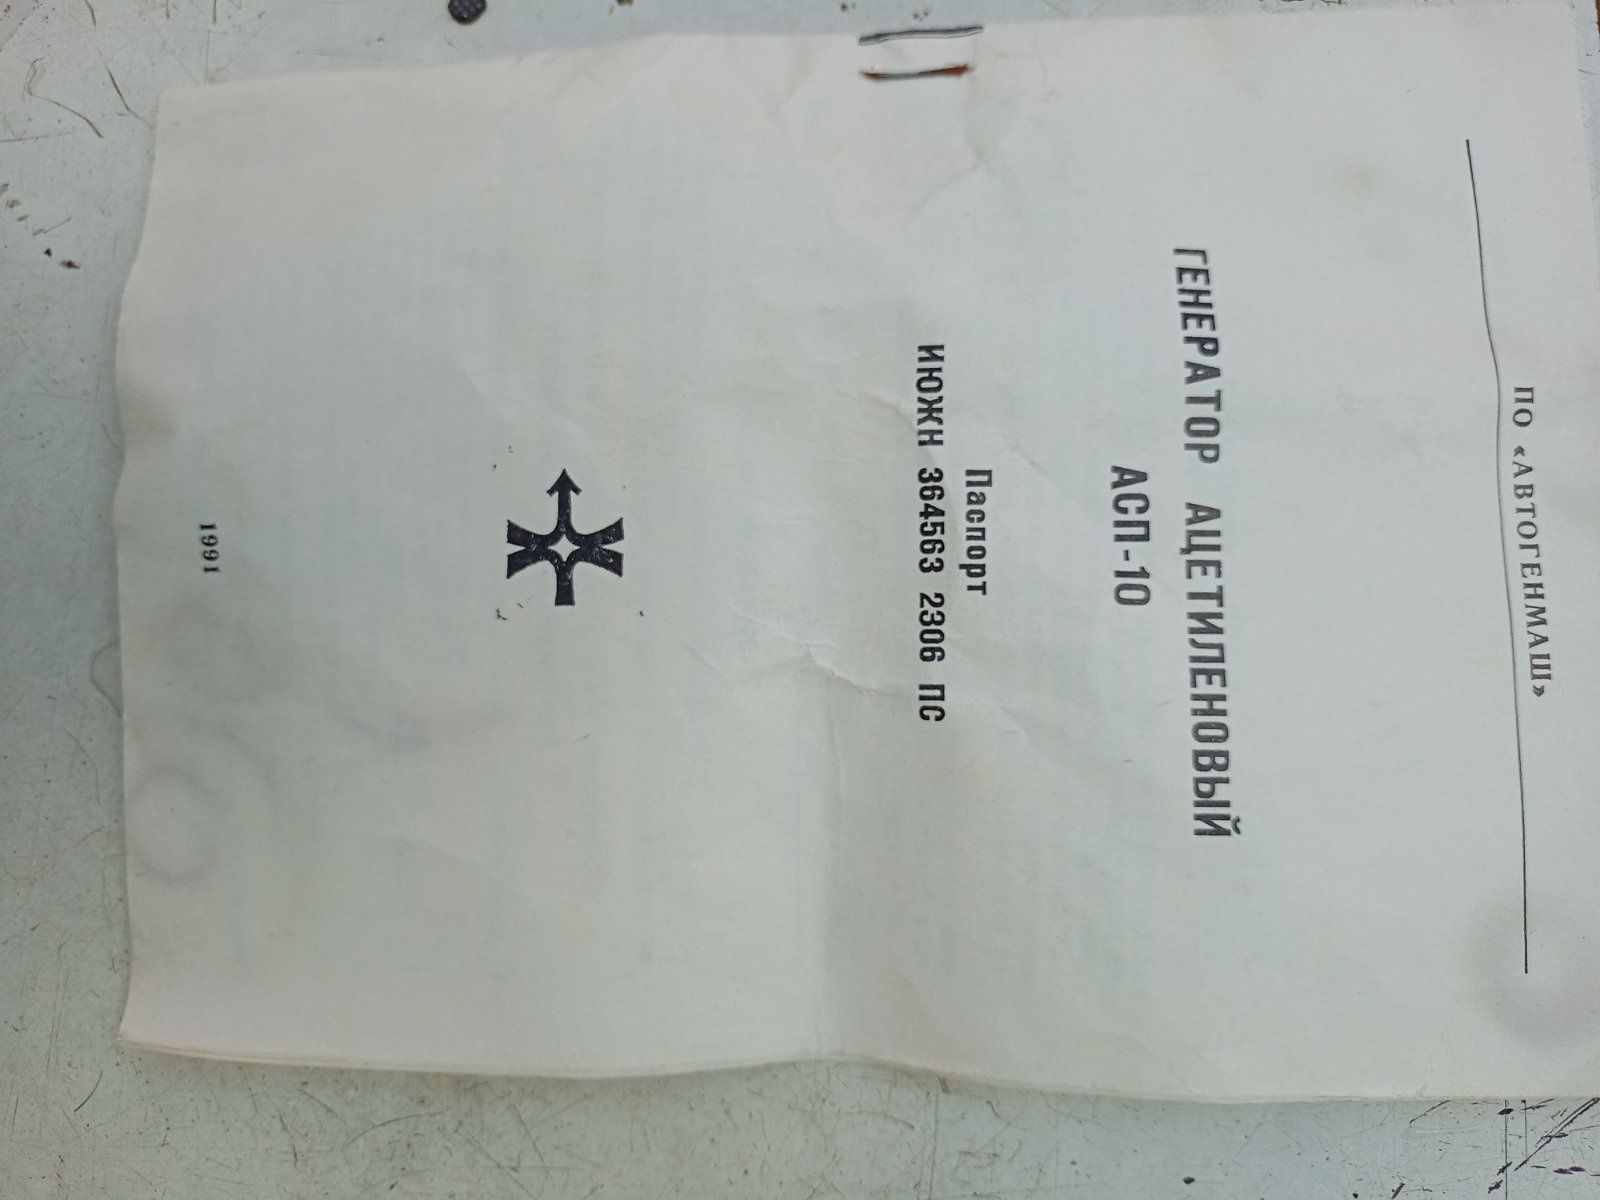 ПО «АВТОГЕНМАШ»
ГЕНЕРАТОР АЦЕТИЛЕНОВЫЙ
АСП-10
Паспорт
ИЮЖН 364563 2306 ПС
1991